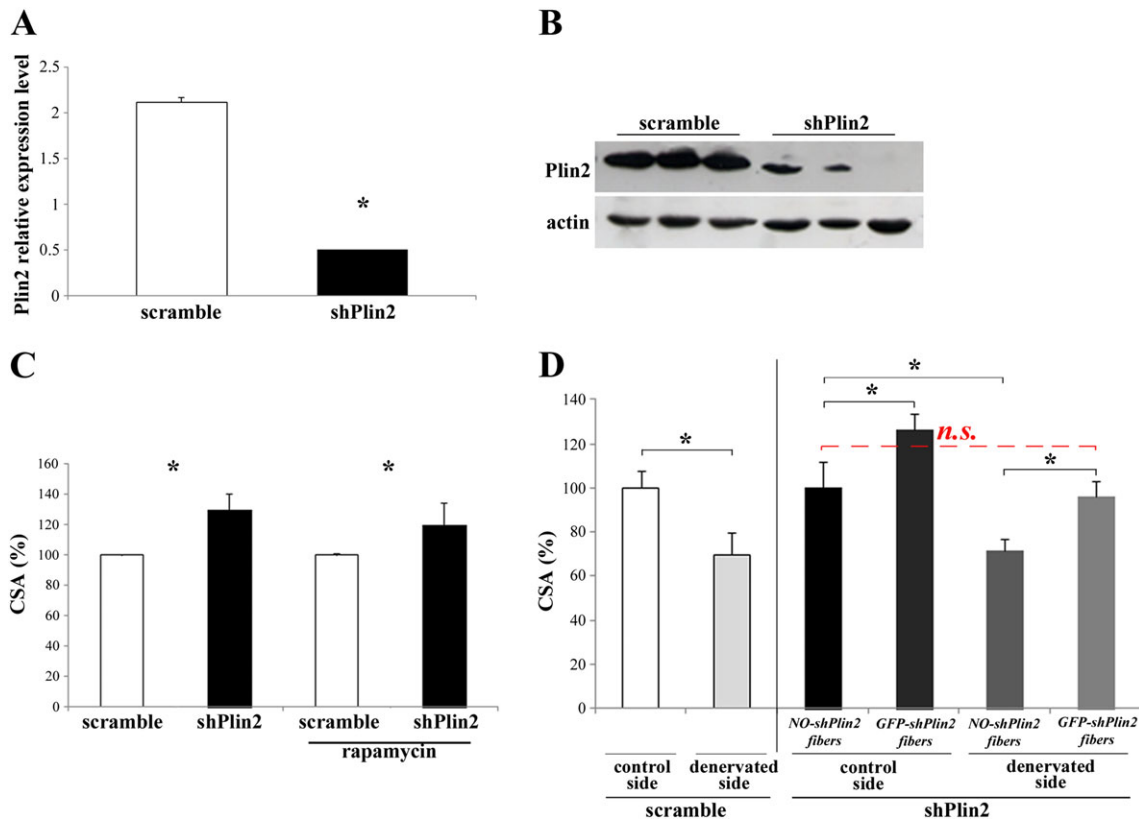 A
Plin2 relative expression level
2.5
2
1.5
1
0.5
0
*
scramble
shPlin2
B
scramble shPlin2
Plin2
actin
C
CSA (%)
160
140
120
100
80
60
40
20
0
* *
scramble shPlin2 scramble shPlin2
rapamycin
D
CSA (%)
140
120
100
80
60
40
20
0
*
*
*
n.s.
*
NO-shPlin2 GFP-shPlin2 NO-shPlin2 GFP-shPlin2
fibers fibers fibers fibers
control denervated control denervated
side side side side
scramble shPlin2